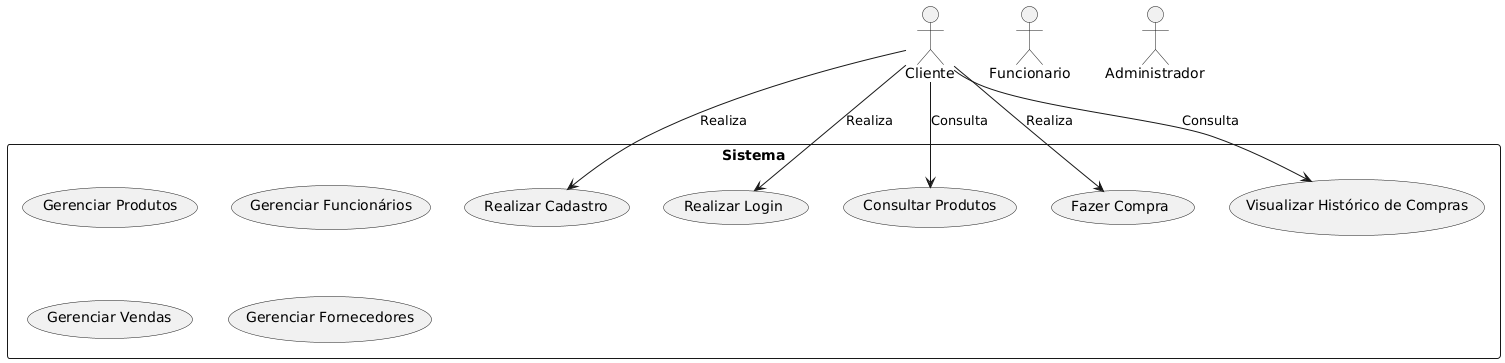 Cliente
Funcionario
Administrador
Realiza
Realiza
Consulta
Realiza
Consulta
Sistema
Gerenciar Produtos
Gerenciar Funcionários
Realizar Cadastro
Realizar Login
Consultar Produtos
Fazer Compra
Visualizar Histórico de Compras
Gerenciar Vendas
Gerenciar Fornecedores